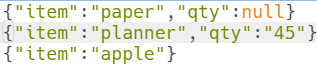 {"item":"paper","qty":null}
{"item":"planner","qty":"45"}
{"item":"apple"}